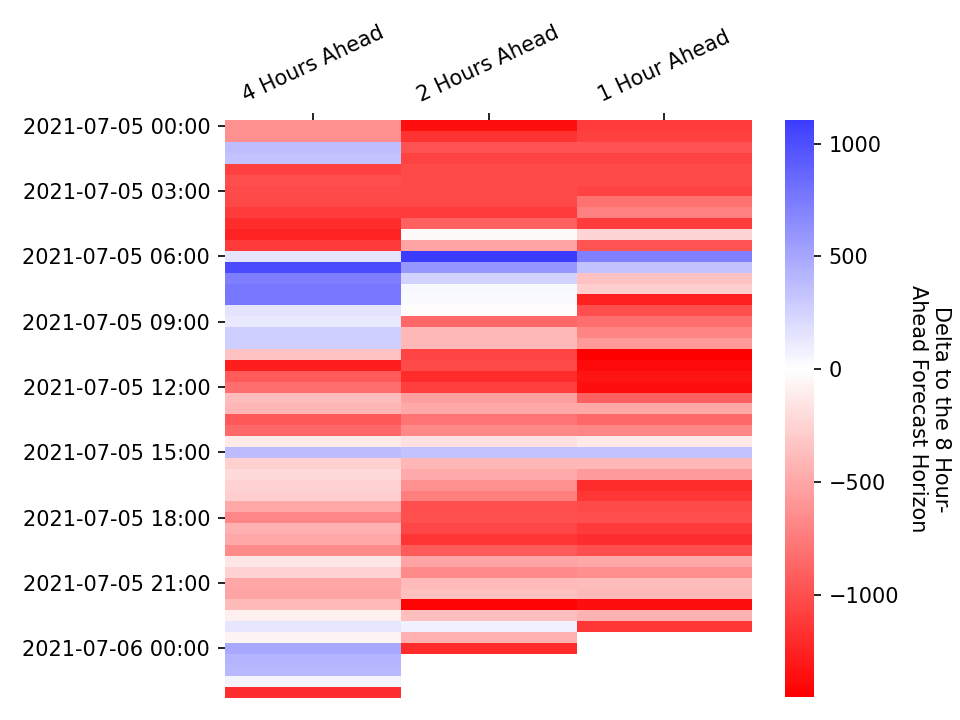 4 Hours Ahead
2 Hours Ahead
1 Hour Ahead
2021-07-05 00:00
2021-07-05 03:00
2021-07-05 06:00
2021-07-05 09:00
2021-07-05 12:00
2021-07-05 15:00
2021-07-05 18:00
2021-07-05 21:00
2021-07-06 00:00
1000
500
0
−500
−1000
Delta to the 8 Hour-
Ahead Forecast Horizon